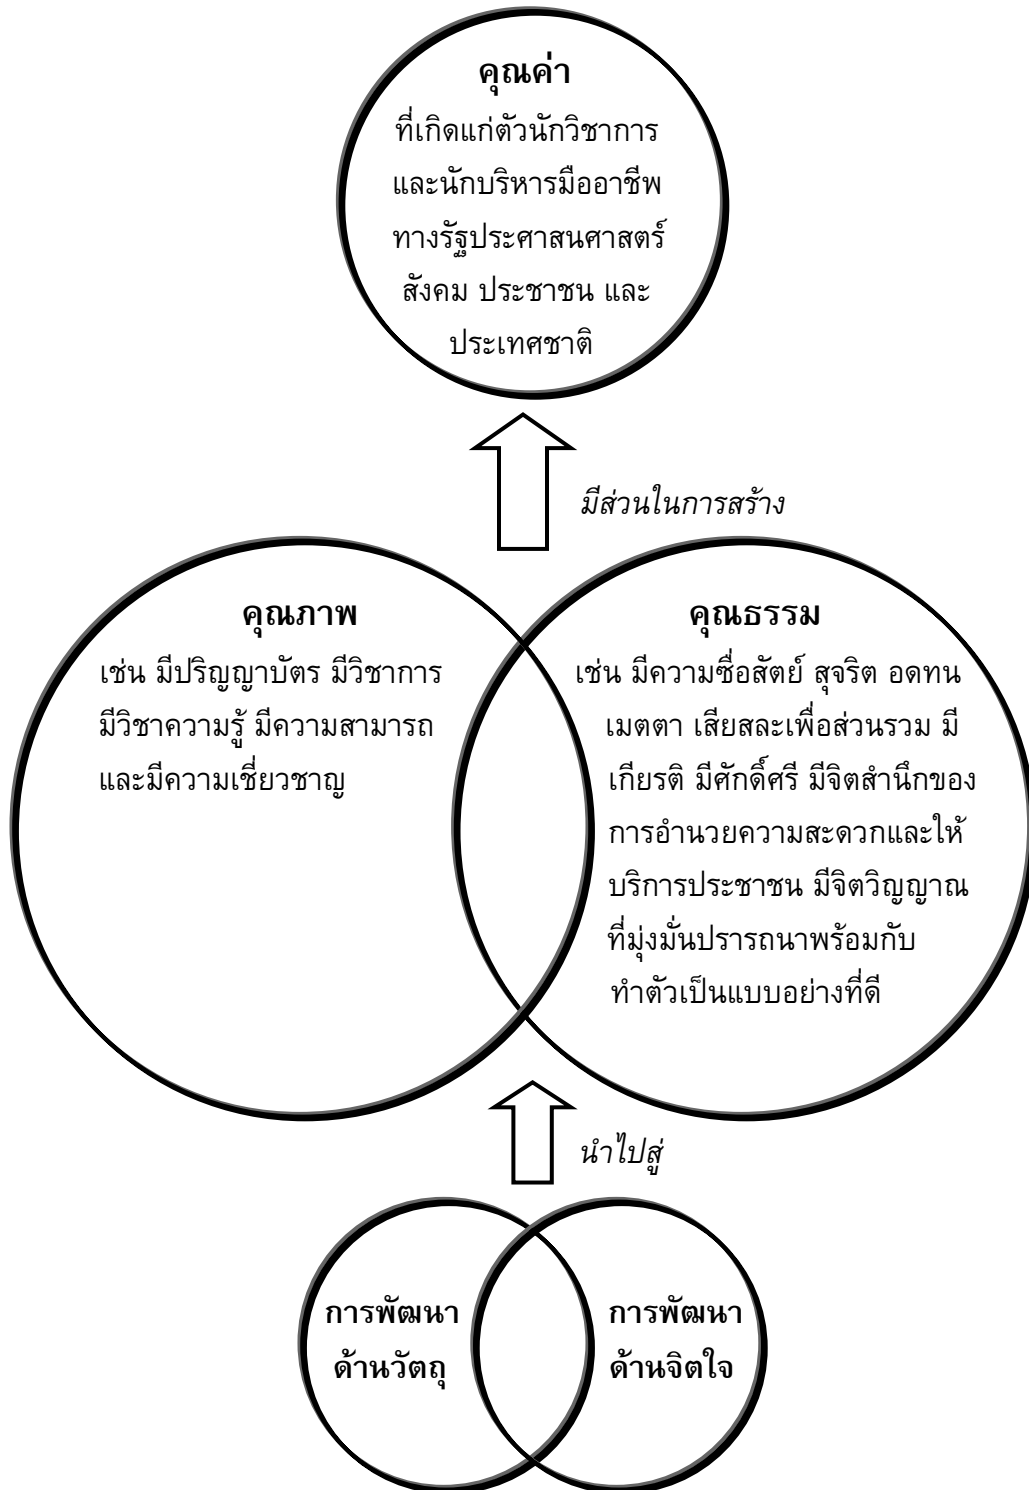 คุณค่า
ที่เกิดแก่ตัวนักวิชาการ
และนักบริหารมืออาชีพ
ทางรัฐประศาสนศาสตร์
สังคม ประชาชน และ
ประเทศชาติ
มีส่วนในการสร้าง
คุณภาพ
เช่น มีปริญญาบัตร มีวิชาการ
มีวิชาความรู้ มีความสามารถ
และมีความเชี่ยวชาญ
คุณธรรม
เช่น มีความซื่อสัตย์ สุจริต อดทน
เมตตา เสียสละเพื่อส่วนรวม มี
เกียรติ มีศักดิ์ศรี มีจิตสำนึกของ
การอำนวยความสะดวกและให้
บริการประชาชน มีจิตวิญญาณ
ที่มุ่งมั่นปรารถนาพร้อมกับ
ทำตัวเป็นแบบอย่างที่ดี
นำไปสู่
การพัฒนา
ด้านวัตถุ
การพัฒนา
ด้านจิตใจ